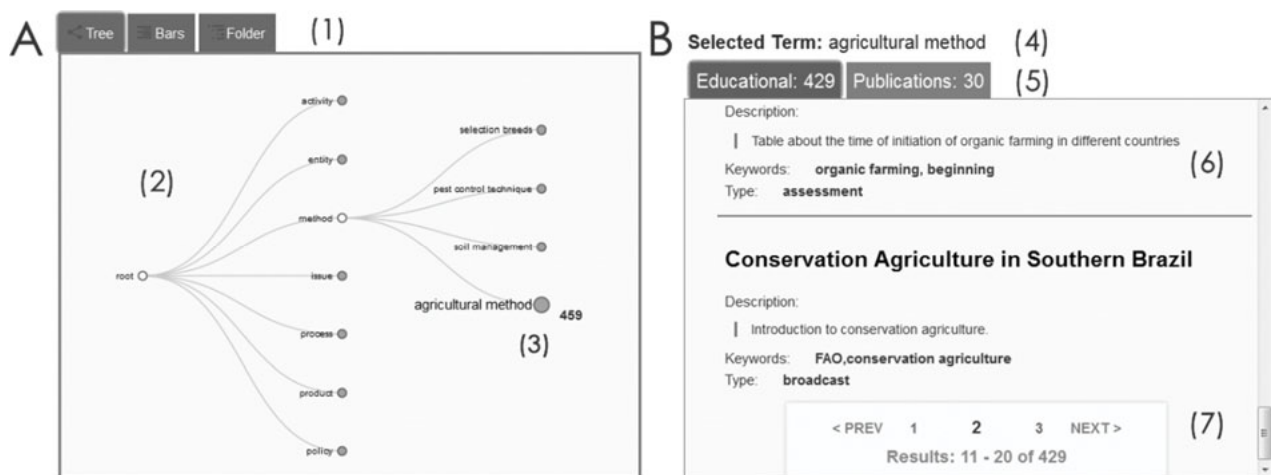 A
Tree
Bars
Folder
(1)
activity
entity
(2)
method
root
issue
process
product
policy
selection breeds
pest control technique
soil management
agricultural method
459
(3)
B
Selected Term: agricultural method
(4)
Educational: 429
Publications: 30
(5)
Description:
Table about the time of initiation of organic farming in different countries
(6)
Keywords: organic farming, beginning
Type: assessment
Conservation Agriculture in Southern Brazil
Description:
Introduction to conservation agriculture.
Keywords: FAO,conservation agriculture
Type: broadcast
< PREV 1 2 3 NEXT >
(7)
Results: 11 - 20 of 429